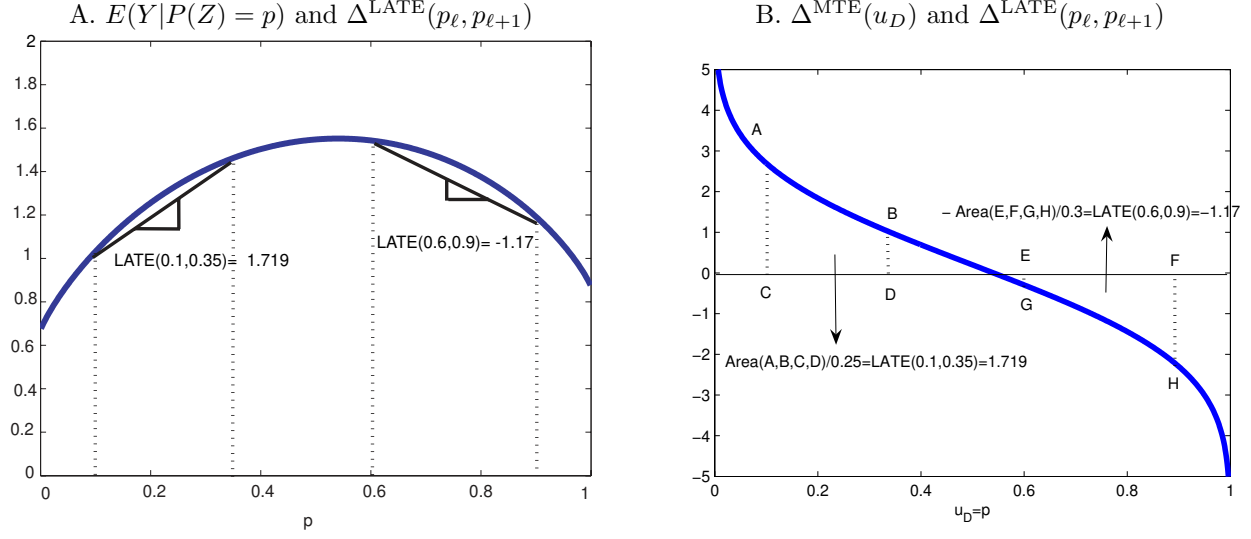 A. E(Y|P(Z) = p) and Δ^LATE(p_ℓ, p_ℓ+1)
2
1.8
1.6
1.4
1.2
1
0.8
0.6
0.4
0.2
0
LATE(0.1,0.35)= 1.719
LATE(0.6,0.9)= -1.17
0
0.2
0.4
0.6
0.8
1
p
B. Δ^MTE(u_D) and Δ^LATE(p_ℓ, p_ℓ+1)
5
4
3
2
1
0
−1
−2
−3
−4
−5
A
B
− Area(E,F,G,H)/0.3=LATE(0.6,0.9)=−1.17
E
F
C
D
G
Area(A,B,C,D)/0.25=LATE(0.1,0.35)=1.719
H
0
0.2
0.4
0.6
0.8
1
u_D=p